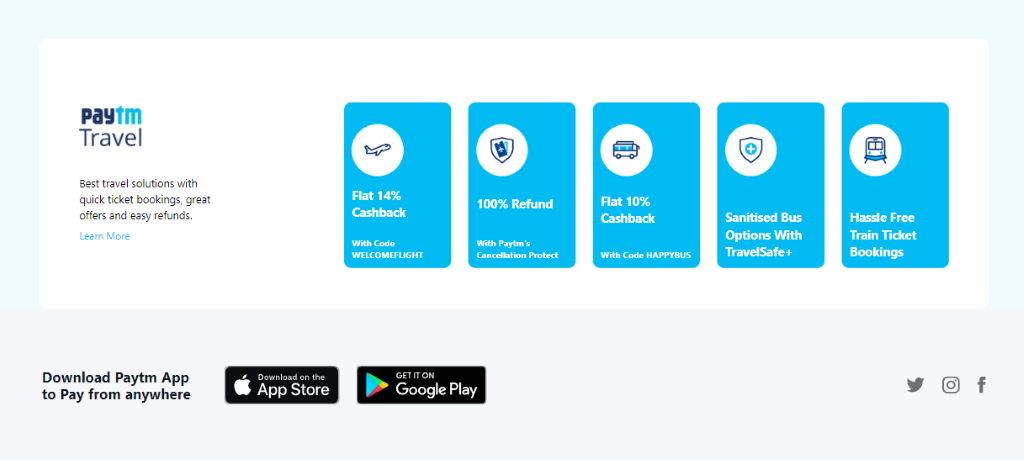 paytm
Travel
Best travel solutions with
quick ticket bookings, great
offers and easy refunds.
Learn More
Flat 14%
Cashback
With Code
WELCOMEFLIGHT
100% Refund
With Paytm's
Cancellation Protect
Flat 10%
Cashback
With Code HAPPYBUS
Sanitised Bus
Options With
TravelSafe+
Hassle Free
Train Ticket
Bookings
Download Paytm App
to Pay from anywhere
Download on the
App Store
GET IT ON
Google Play